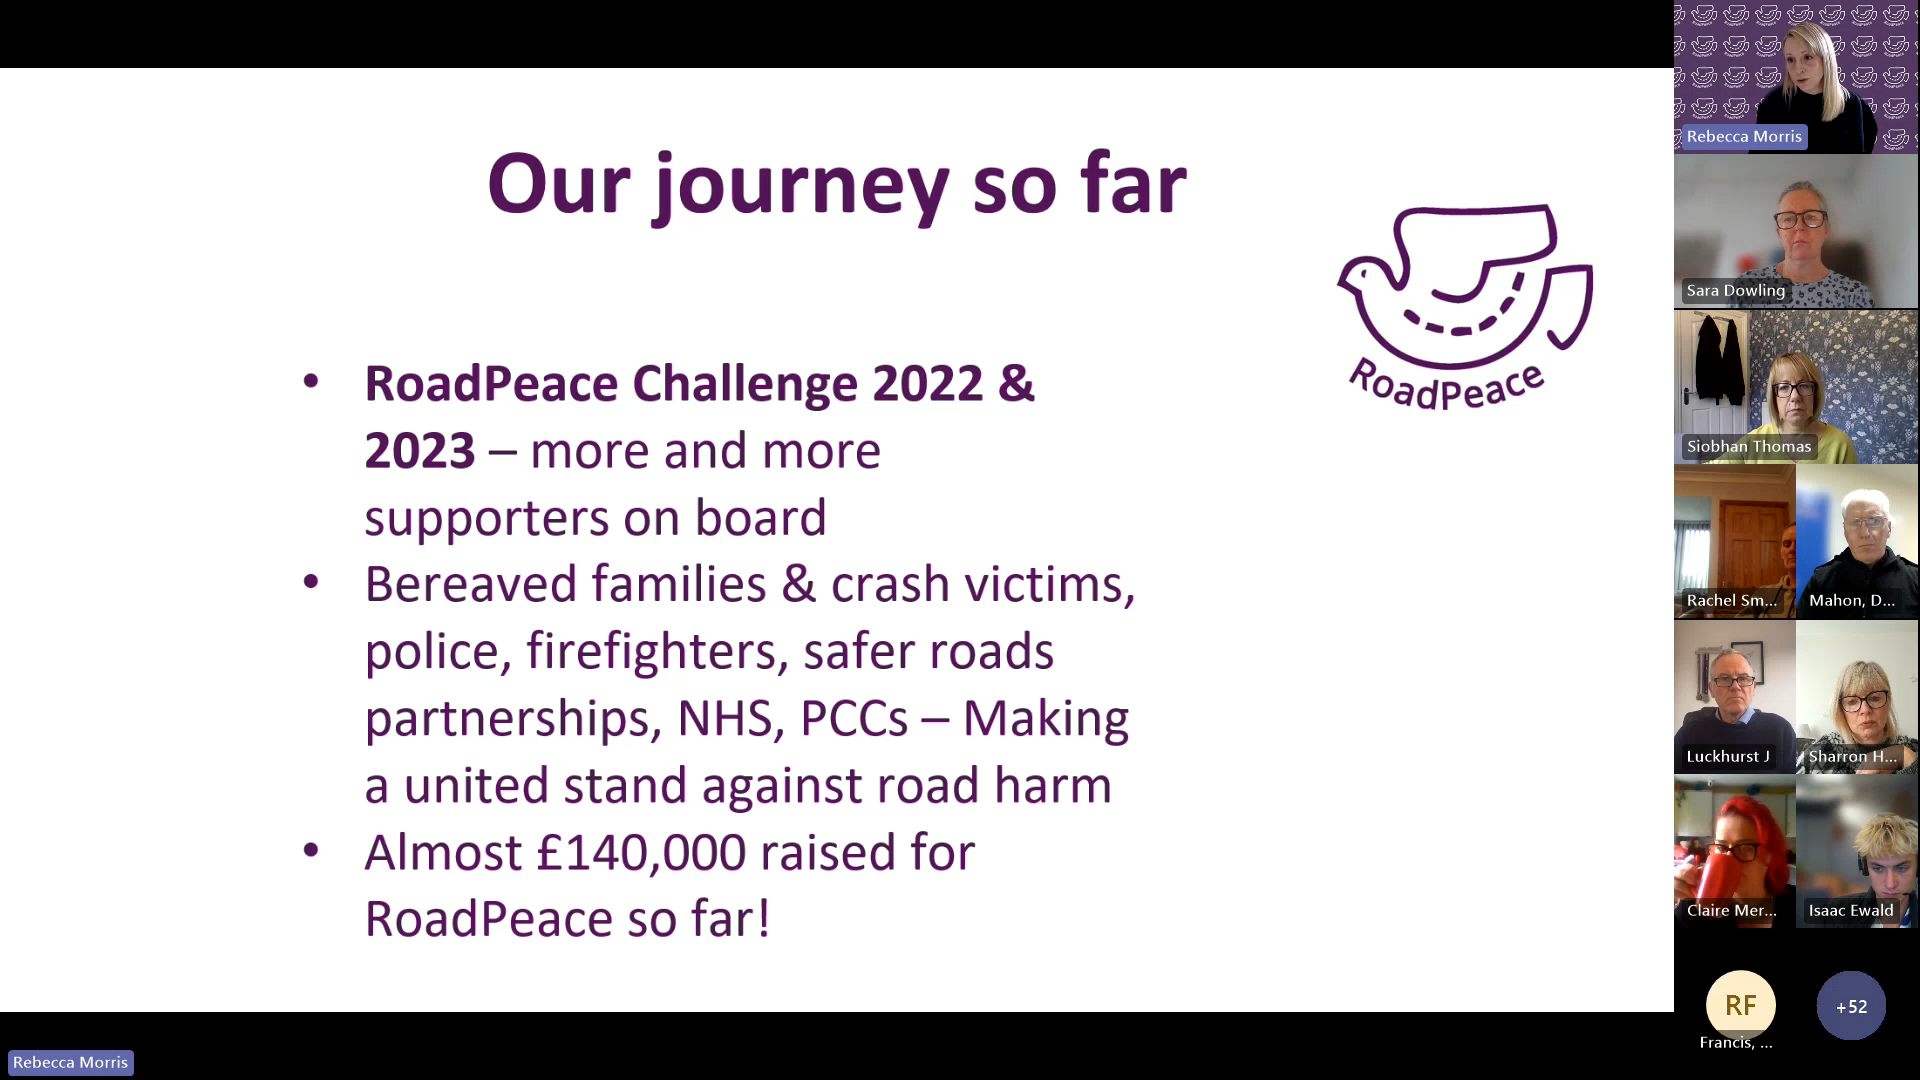 Our journey so far
RoadPeace
• RoadPeace Challenge 2022 &
2023 – more and more
supporters on board
• Bereaved families & crash victims,
police, firefighters, safer roads
partnerships, NHS, PCCs – Making
a united stand against road harm
• Almost £140,000 raised for
RoadPeace so far!
Rebecca Morris
Rebecca Morris
Sara Dowling
Siobhan Thomas
Rachel Sm...
Mahon, D...
Luckhurst J
Sharron H...
Claire Mer...
Isaac Ewald
RF
Francis, ...
+52